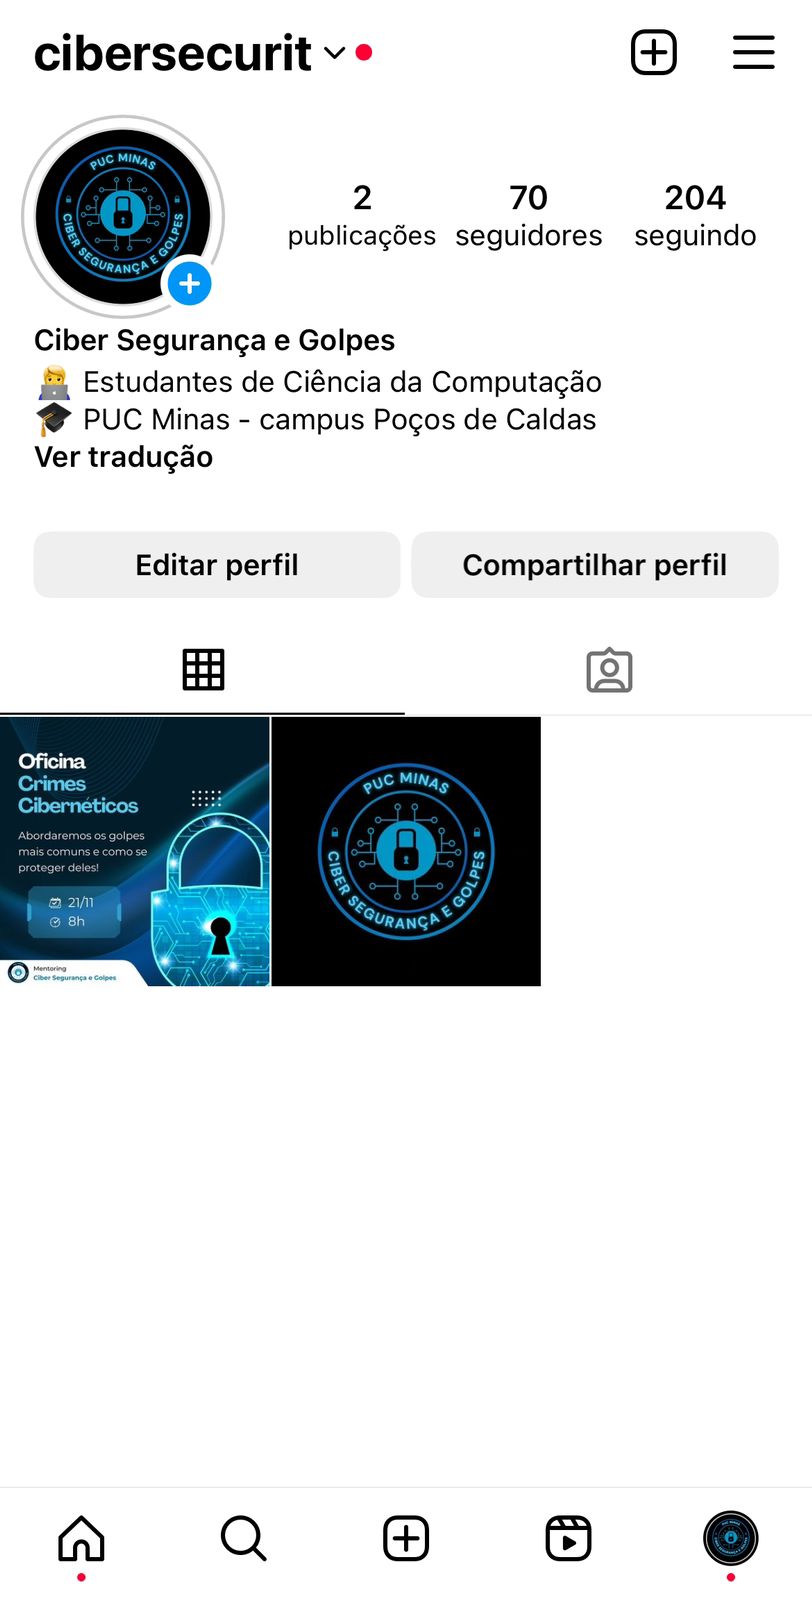 cibersecurit
PUC MINAS
CIBER SEGURANÇA E GOLPES
2
publicações
70
seguidores
204
seguindo
Ciber Segurança e Golpes
Estudantes de Ciência da Computação
PUC Minas - campus Poços de Caldas
Ver tradução
Editar perfil
Compartilhar perfil
Oficina
Crimes
Cibernéticos
Abordaremos os golpes
mais comuns e como se
proteger deles!
21/11
8h
Mentoring
Ciber Segurança e Golpes
PUC MINAS
CIBER SEGURANÇA E GOLPES